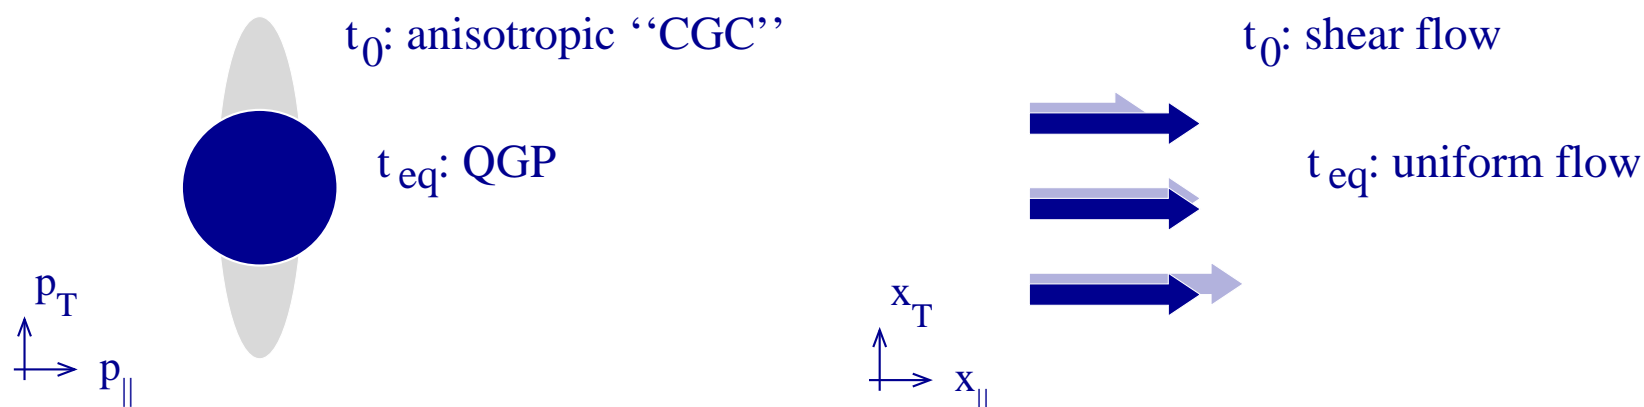 t0: anisotropic ‘‘CGC’’
teq: QGP
pT
p||
t0: shear flow
teq: uniform flow
xT
x||